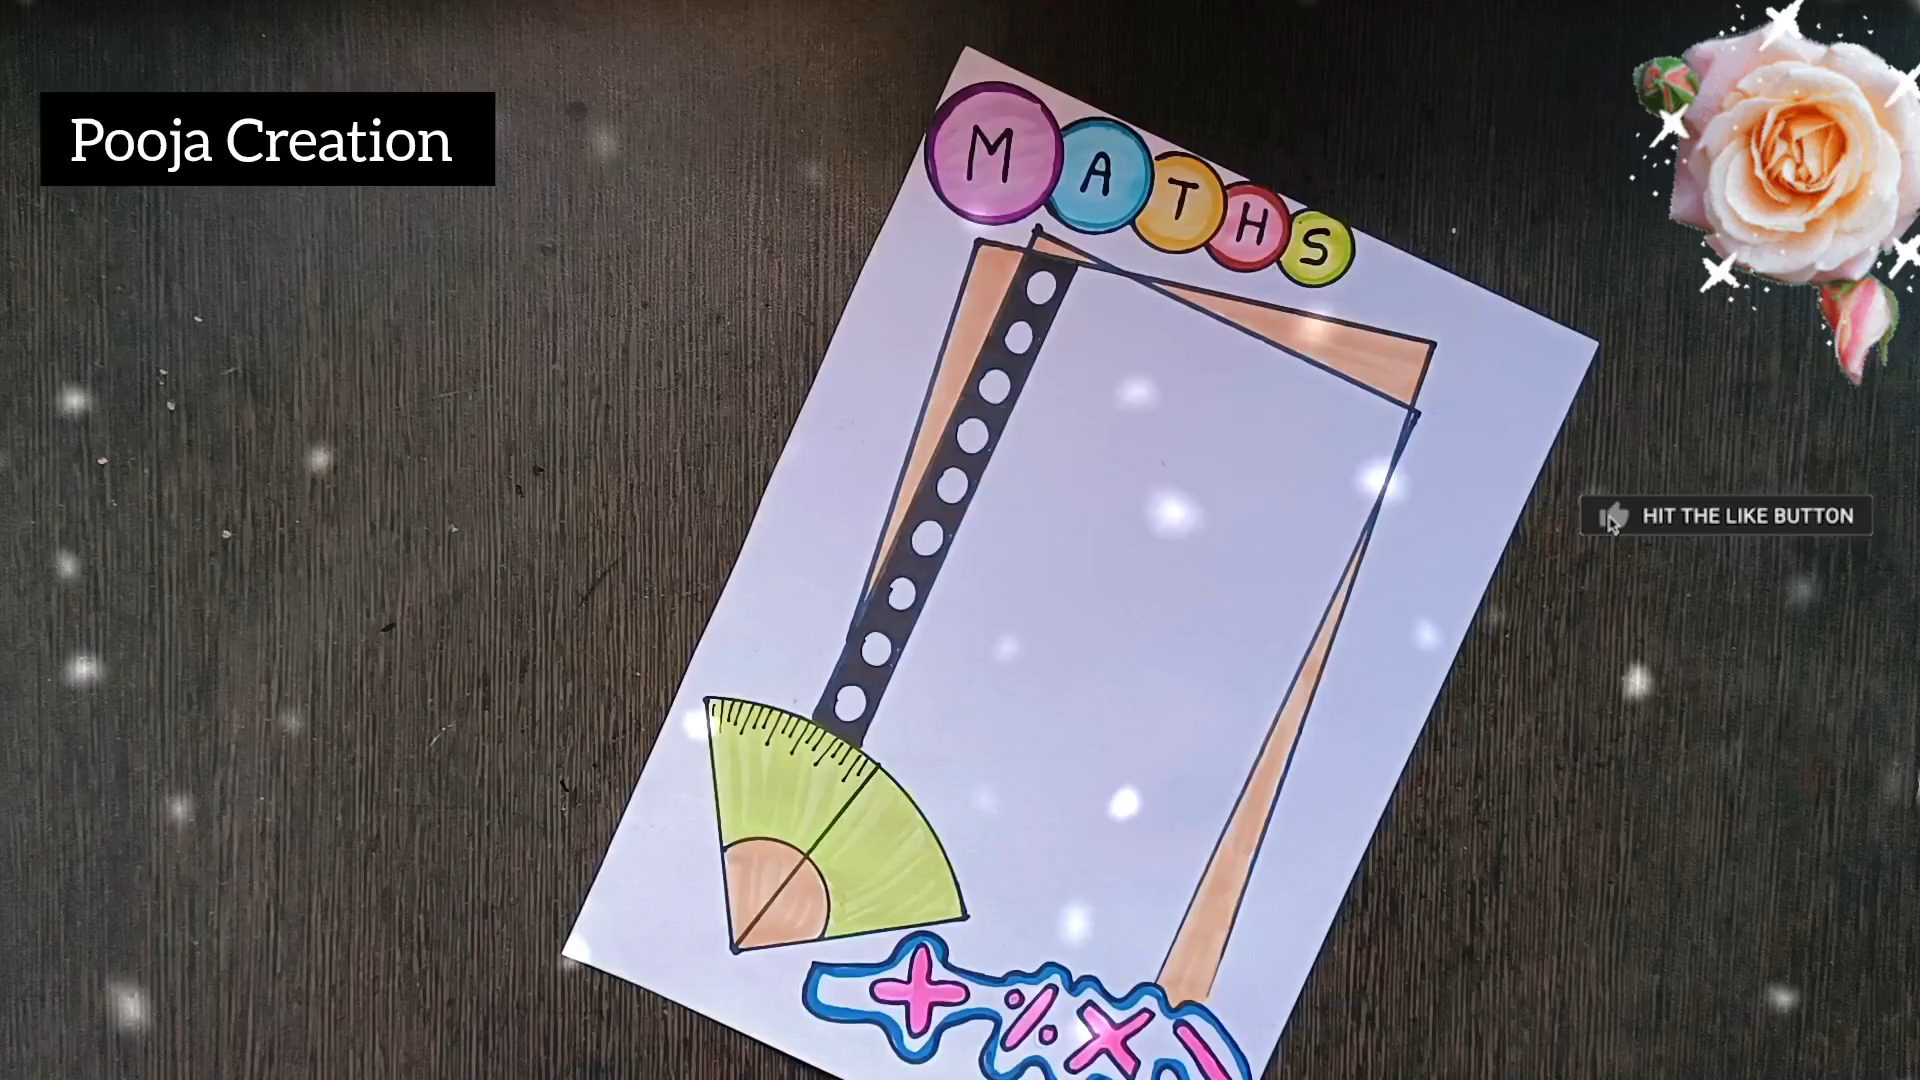 Pooja Creation
MATHS
HIT THE LIKE BUTTON
+ % × \